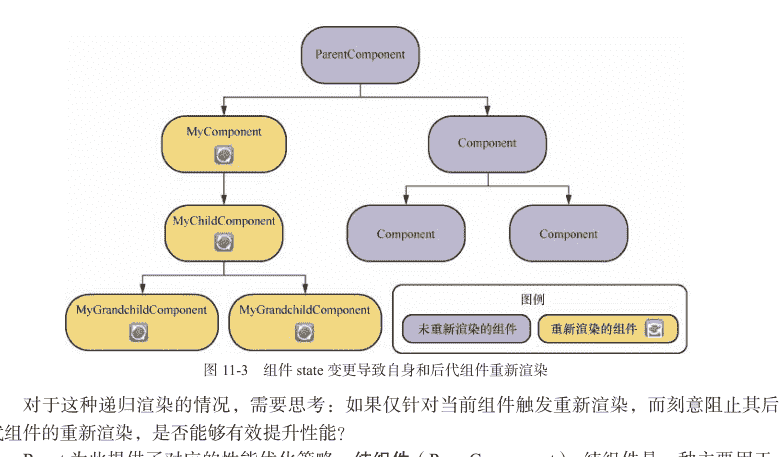 ParentComponent
MyComponent
Component
MyChildComponent
Component
Component
MyGrandchildComponent
MyGrandchildComponent
图例
未重新渲染的组件
重新渲染的组件
图 11-3 组件 state 变更导致自身和后代组件重新渲染
对于这种递归渲染的情况，需要思考：如果仅针对当前组件触发重新渲染，而刻意阻止其后
代组件的重新渲染，是否能够有效提升性能？